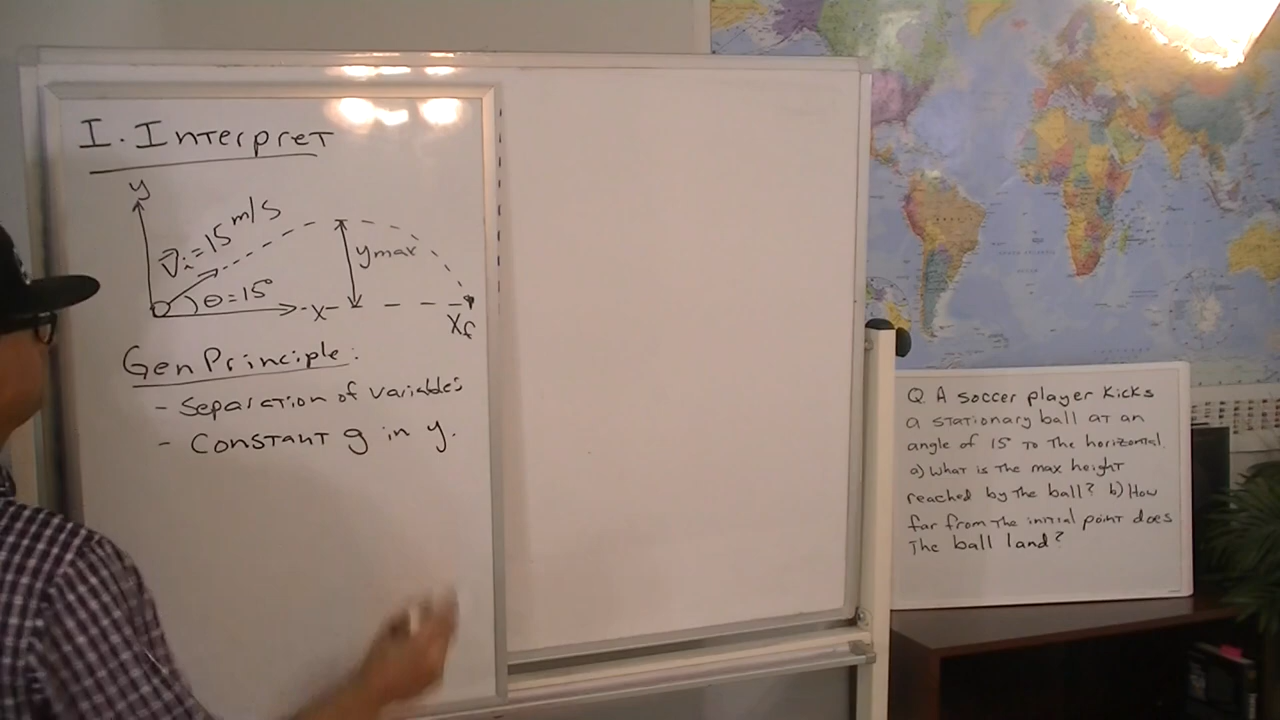 I. Interpret
y
v⃗i = 15 m/s
θ = 15°
x
ymax
xf
Gen Principle:
- Separation of variables
- Constant g in y.
Q A soccer player kicks
a stationary ball at an
angle of 15° to the horizontal.
a) What is the max height
reached by the ball? b) How
far from the initial point does
the ball land?